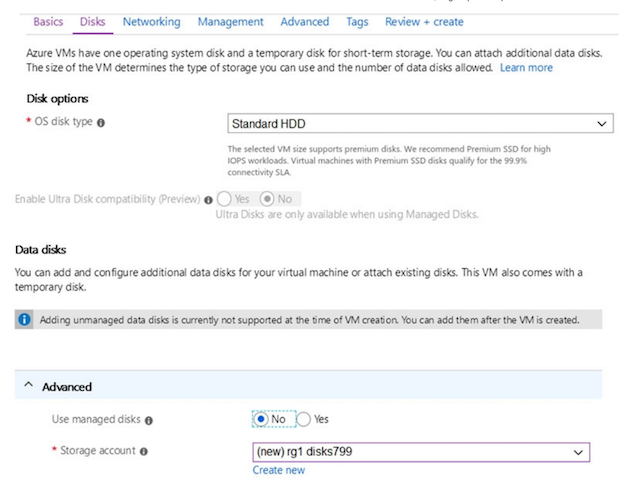 Basics Disks Networking Management Advanced Tags Review + create
Azure VMs have one operating system disk and a temporary disk for short-term storage. You can attach additional data disks.
The size of the VM determines the type of storage you can use and the number of data disks allowed. Learn more
Disk options
* OS disk type
Standard HDD
The selected VM size supports premium disks. We recommend Premium SSD for high
IOPS workloads. Virtual machines with Premium SSD disks qualify for the 99.9%
connectivity SLA.
Enable Ultra Disk compatibility (Preview) Yes No
Ultra Disks are only available when using Managed Disks.
Data disks
You can add and configure additional data disks for your virtual machine or attach existing disks. This VM also comes with a
temporary disk.
Adding unmanaged data disks is currently not supported at the time of VM creation. You can add them after the VM is created.
Advanced
Use managed disks No Yes
* Storage account (new) rg1 disks799
Create new